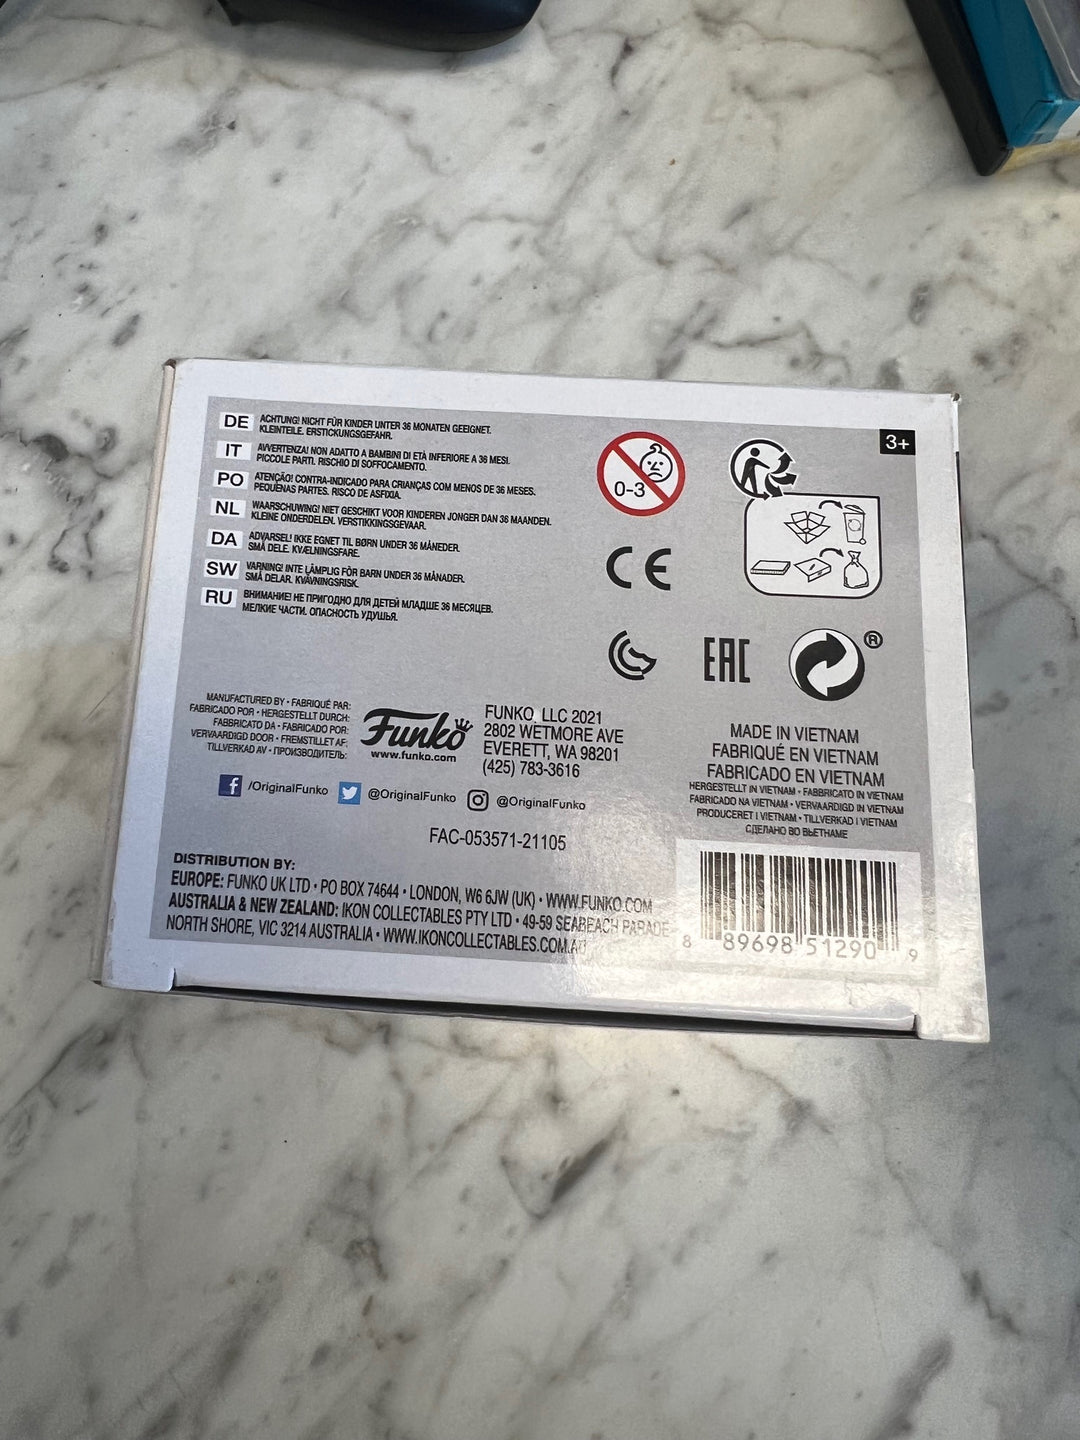 DE ACHTUNG! NICHT FÜR KINDER UNTER 36 MONATEN GEEIGNET.
KLEINTEILE. ERSTICKUNGSGEFAHR.
IT AVVERTENZA! NON ADATTO A BAMBINI DI ETÀ INFERIORE A 36 MESI.
PICCOLE PARTI. RISCHIO DI SOFFOCAMENTO.
PO ATENÇÃO! CONTRA-INDICADO PARA CRIANÇAS COM MENOS DE 36 MESES.
PEQUENAS PARTES. RISCO DE ASFIXIA.
NL WAARSCHUWING! NIET GESCHIKT VOOR KINDEREN JONGER DAN 36 MAANDEN.
KLEINE ONDERDELEN. VERSTIKKINGSGEVAAR.
DA ADVARSEL! IKKE EGNET TIL BØRN UNDER 36 MÅNEDER.
SMÅ DELE. KVÆLNINGSFARE.
SW VARNING! INTE LÄMPLIG FÖR BARN UNDER 36 MÅNADER.
SMÅ DELAR. KVÄVNINGSRISK.
RU ВНИМАНИЕ! НЕ ПРИГОДНО ДЛЯ ДЕТЕЙ МЛАДШЕ 36 МЕСЯЦЕВ.
МЕЛКИЕ ЧАСТИ. ОПАСНОСТЬ УДУШЬЯ.
0-3
3+
CE
EAC
®
MANUFACTURED BY • FABRIQUÉ PAR:
FABRICADO POR • HERGESTELLT DURCH:
FABBRICATO DA • FABRICADO POR:
VERVAARDIGD DOOR • FREMSTILLET AF:
TILLVERKAD AV • ПРОИЗВОДИТЕЛЬ:
Funko
www.funko.com
FUNKO, LLC 2021
2802 WETMORE AVE
EVERETT, WA 98201
(425) 783-3616
f /OriginalFunko @OriginalFunko @OriginalFunko
FAC-053571-21105
MADE IN VIETNAM
FABRIQUÉ EN VIETNAM
FABRICADO EN VIETNAM
HERGESTELLT IN VIETNAM • FABBRICATO IN VIETNAM
FABRICADO NA VIETNAM • VERVAARDIGD IN VIETNAM
PRODUCERET I VIETNAM • TILLVERKAD I VIETNAM
СДЕЛАНО ВО ВЬЕТНАМЕ
DISTRIBUTION BY:
EUROPE: FUNKO UK LTD • PO BOX 74644 • LONDON, W6 6JW (UK) • WWW.FUNKO.COM
AUSTRALIA & NEW ZEALAND: IKON COLLECTABLES PTY LTD • 49-59 SEABEACH PARADE
NORTH SHORE, VIC 3214 AUSTRALIA • WWW.IKONCOLLECTABLES.COM.AU
8 89698 51290 9